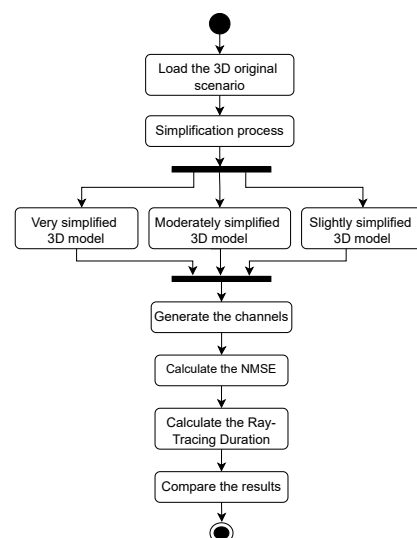 Load the 3D original
scenario
Simplification process
Very simplified
3D model
Moderately simplified
3D model
Slightly simplified
3D model
Generate the channels
Calculate the NMSE
Calculate the Ray-
Tracing Duration
Compare the results